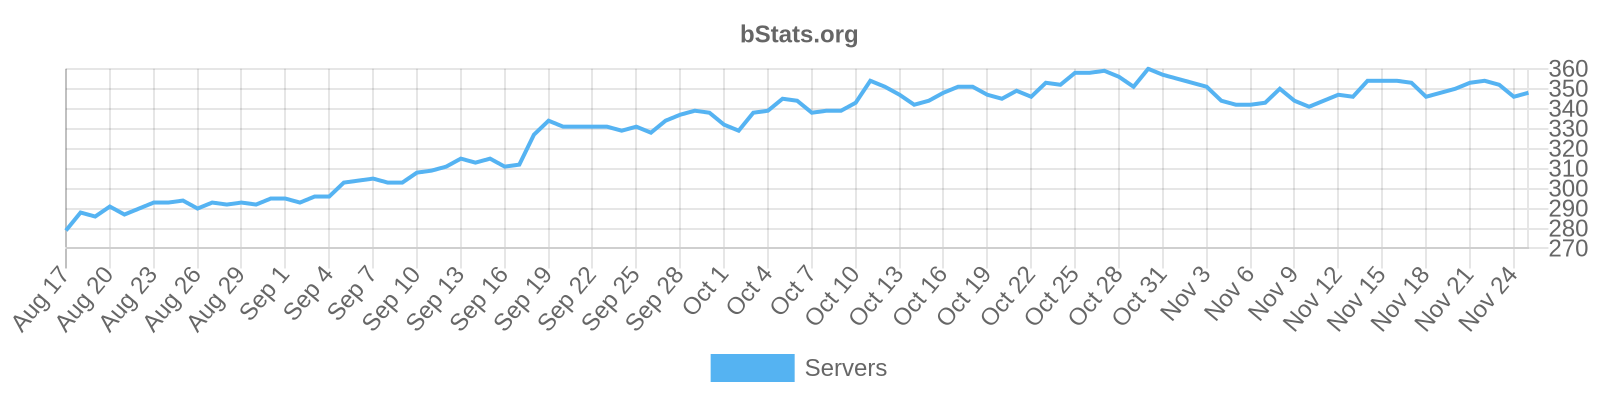 bStats.org
360
350
340
330
320
310
300
290
280
270
Aug 17
Aug 20
Aug 23
Aug 26
Aug 29
Sep 1
Sep 4
Sep 7
Sep 10
Sep 13
Sep 16
Sep 19
Sep 22
Sep 25
Sep 28
Oct 1
Oct 4
Oct 7
Oct 10
Oct 13
Oct 16
Oct 19
Oct 22
Oct 25
Oct 28
Oct 31
Nov 3
Nov 6
Nov 9
Nov 12
Nov 15
Nov 18
Nov 21
Nov 24
Servers